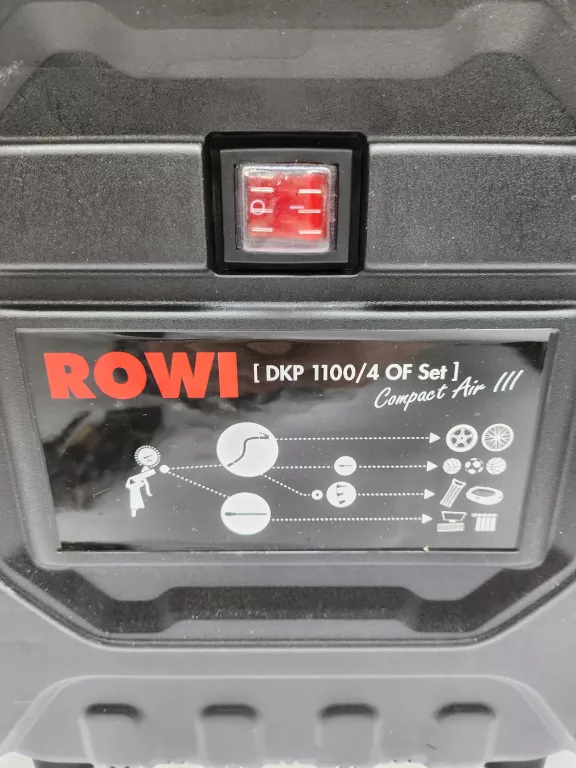 ROWI [ DKP 1100/4 OF Set ]
Compact Air III